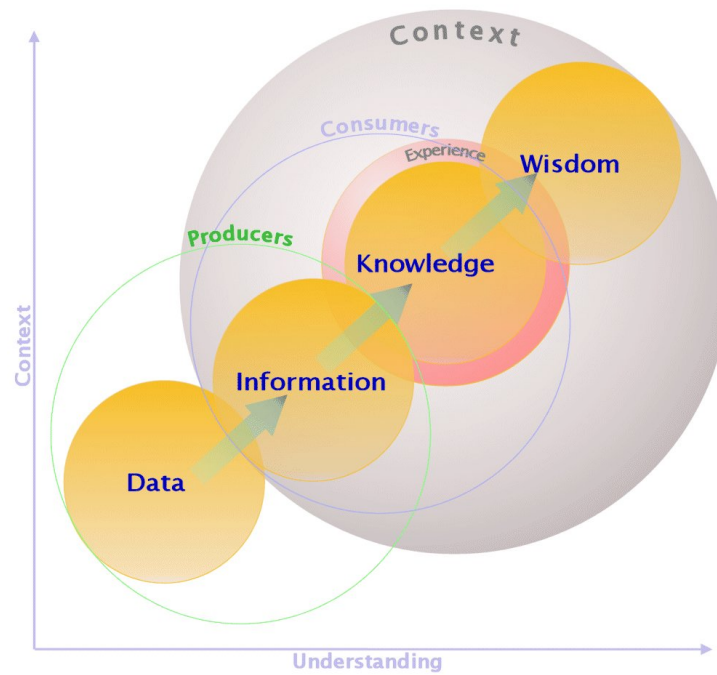 Context
Consumers
Experience
Wisdom
Producers
Knowledge
Context
Information
Data
Understanding